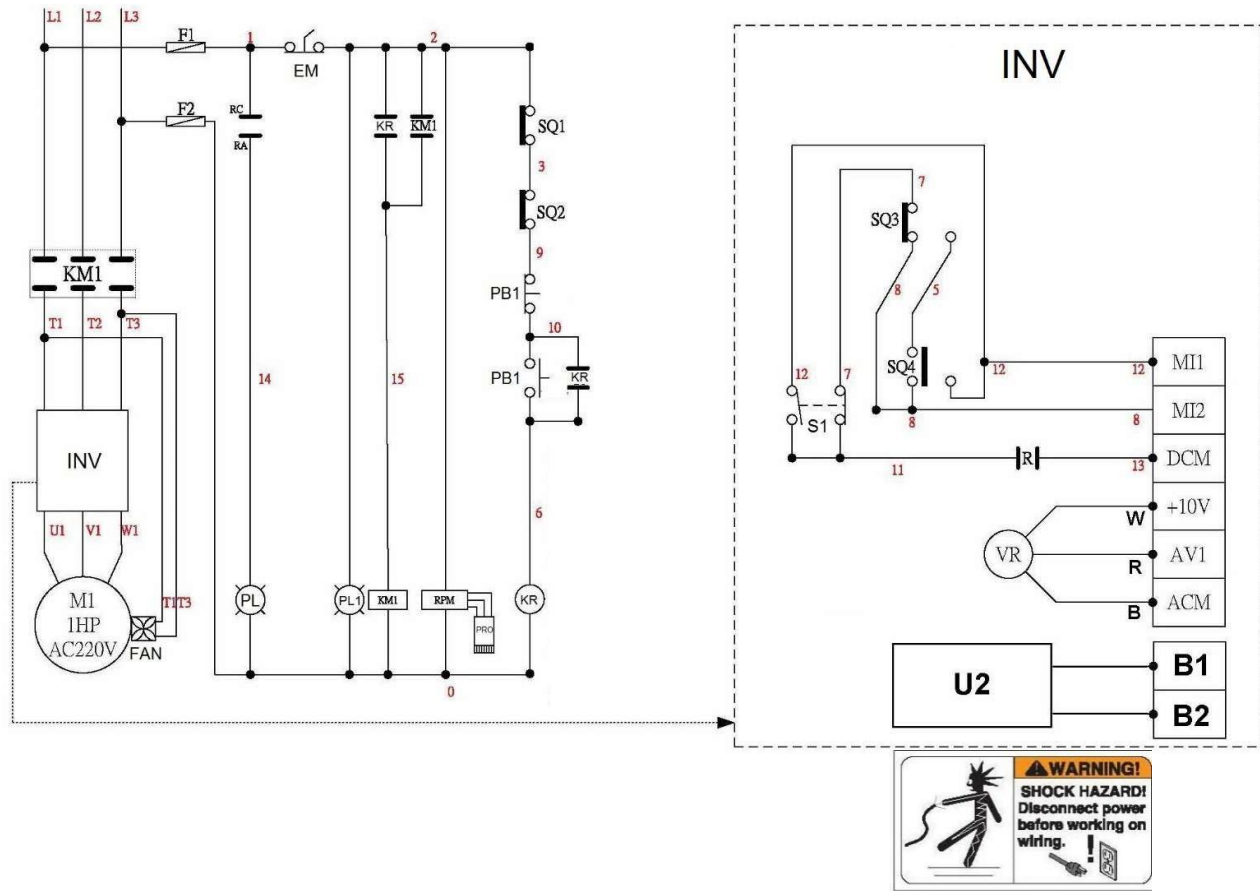 L1 L2 L3
F1 1 2
EM
F2 RC KR KM1 SQ1
RA
3
SQ2
9
KM1
PB1
T1 T2 T3
10
PB1 KR
14 15
INV
6
U1 V1 W1
M1
1HP
AC220V
T1T3
FAN
PL PL1 KM1 RPM KR
PRO
0
INV
7
SQ3
8 5
12 7 SQ4 12 12 MI1
S1 8 8 MI2
11 R 13 DCM
W +10V
VR R AV1
B ACM
U2 B1
B2
WARNING!
SHOCK HAZARD!
Disconnect power
before working on
wiring.